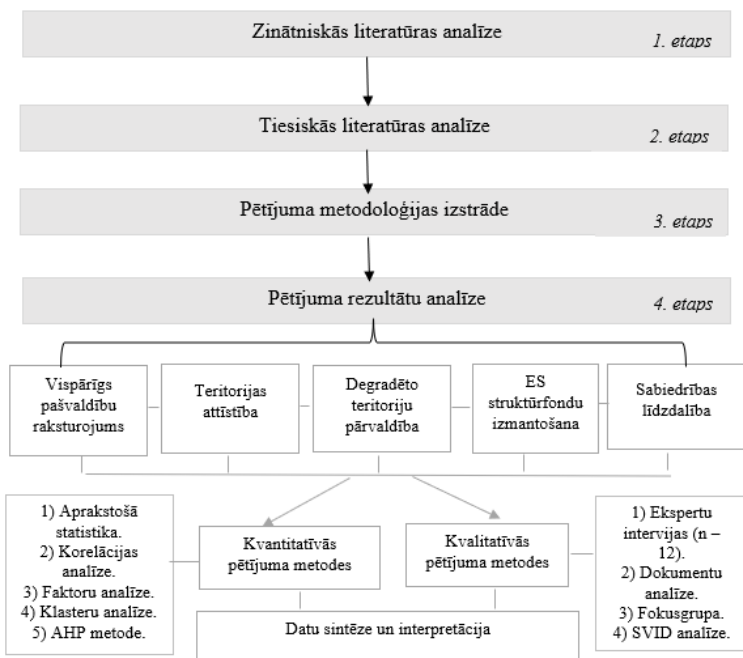 Zinātniskās literatūras analīze
1. etaps
Tiesiskās literatūras analīze
2. etaps
Pētījuma metodoloģijas izstrāde
3. etaps
Pētījuma rezultātu analīze
4. etaps
Vispārīgs
pašvaldību
raksturojums
Teritorijas
attīstība
Degradēto
teritoriju
pārvaldība
ES
struktūrfondu
izmantošana
Sabiedrības
līdzdalība
1) Aprakstošā
statistika.
2) Korelācijas
analīze.
3) Faktoru analīze.
4) Klasteru analīze.
5) AHP metode.
Kvantitatīvās
pētījuma metodes
Kvalitatīvās
pētījuma metodes
1) Ekspertu
intervijas (n –
12).
2) Dokumentu
analīze.
3) Fokusgrupa.
4) SVID analīze.
Datu sintēze un interpretācija